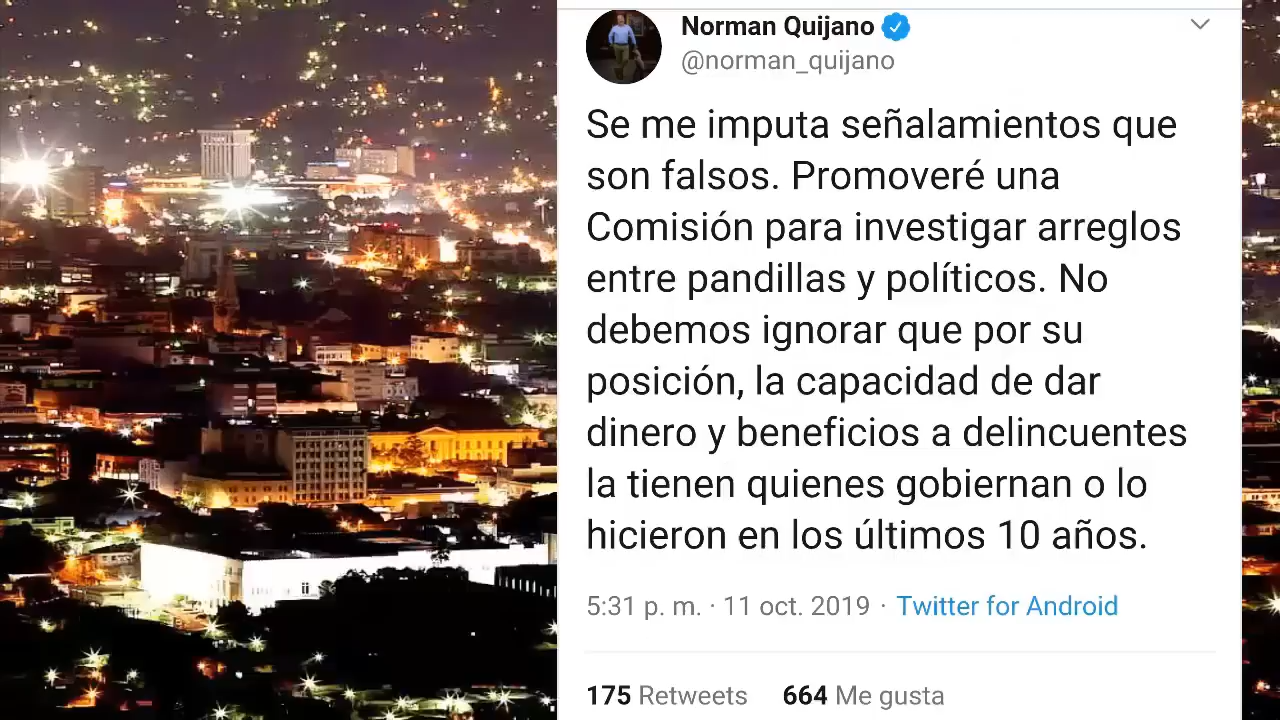 Norman Quijano
@norman_quijano
Se me imputa señalamientos que
son falsos. Promoveré una
Comisión para investigar arreglos
entre pandillas y políticos. No
debemos ignorar que por su
posición, la capacidad de dar
dinero y beneficios a delincuentes
la tienen quienes gobiernan o lo
hicieron en los últimos 10 años.
5:31 p. m. · 11 oct. 2019 · Twitter for Android
175 Retweets 664 Me gusta